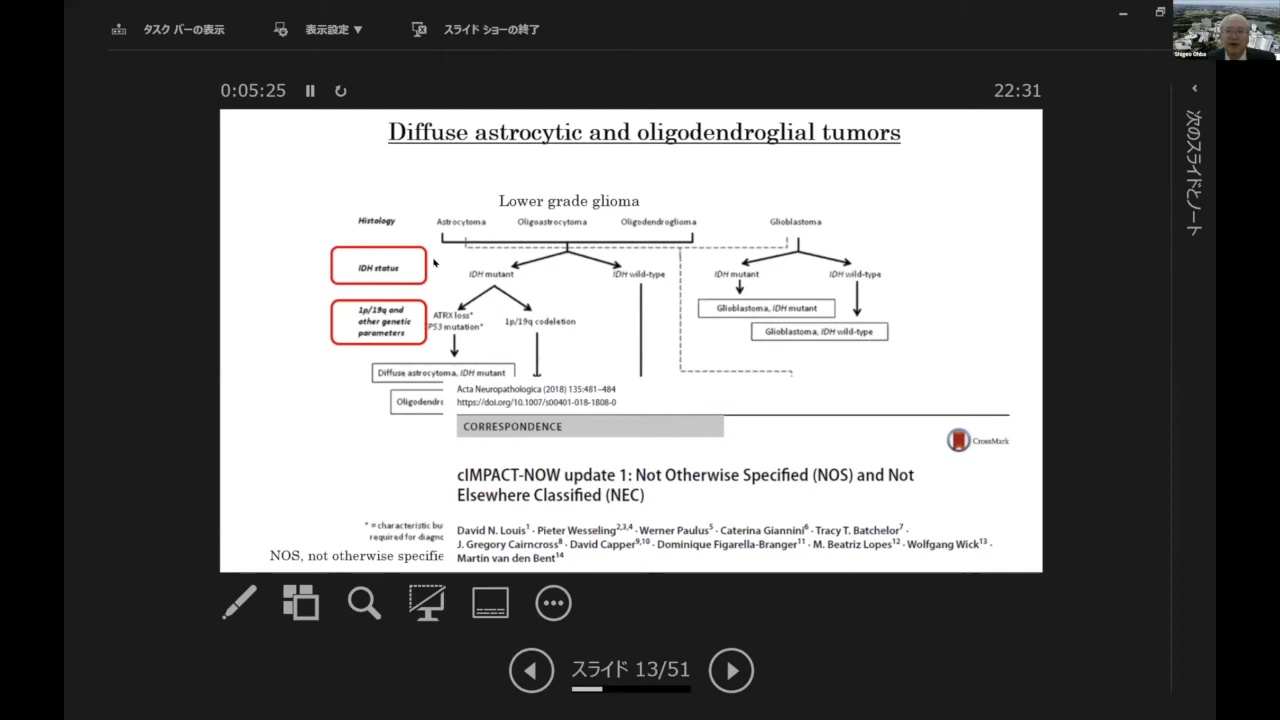 タスク バーの表示
表示設定 ▼
スライド ショーの終了
Shigeo Ohba
0:05:25
22:31
次のスライドとノート
Diffuse astrocytic and oligodendroglial tumors
Lower grade glioma
Histology
Astrocytoma
Oligoastrocytoma
Oligodendroglioma
Glioblastoma
IDH status
IDH mutant
IDH wild-type
IDH mutant
IDH wild-type
1p/19q and
other genetic
parameters
ATRX loss*
TP53 mutation*
1p/19q codeletion
Glioblastoma, IDH mutant
Glioblastoma, IDH wild-type
Diffuse astrocytoma, IDH mutant
Oligodendro
Acta Neuropathologica (2018) 135:481–484
https://doi.org/10.1007/s00401-018-1808-0
CORRESPONDENCE
CrossMark
cIMPACT-NOW update 1: Not Otherwise Specified (NOS) and Not
Elsewhere Classified (NEC)
* = characteristic bu
required for diagno
David N. Louis1 · Pieter Wesseling2,3,4 · Werner Paulus5 · Caterina Giannini6 · Tracy T. Batchelor7 ·
J. Gregory Cairncross8 · David Capper9,10 · Dominique Figarella-Branger11 · M. Beatriz Lopes12 · Wolfgang Wick13 ·
Martin van den Bent14
NOS, not otherwise specifie
スライド 13/51